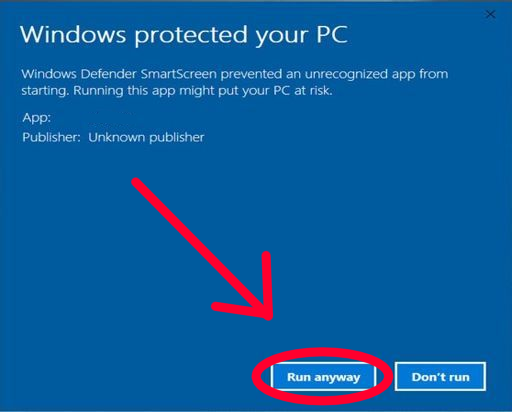 Windows protected your PC
Windows Defender SmartScreen prevented an unrecognized app from
starting. Running this app might put your PC at risk.
App:
Publisher: Unknown publisher
Run anyway
Don't run